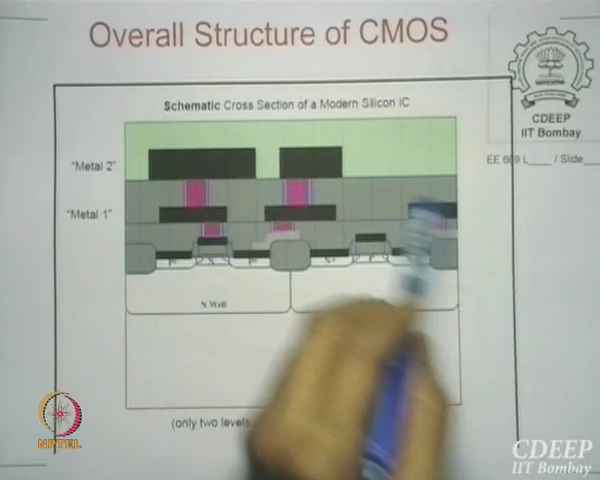 Overall Structure of CMOS
CDEEP
IIT Bombay
Schematic Cross Section of a Modern Silicon IC
EE 669 L____ / Slide___
"Metal 2"
"Metal 1"
N-Well
(only two levels
NPTEL
CDEEP
IIT Bombay